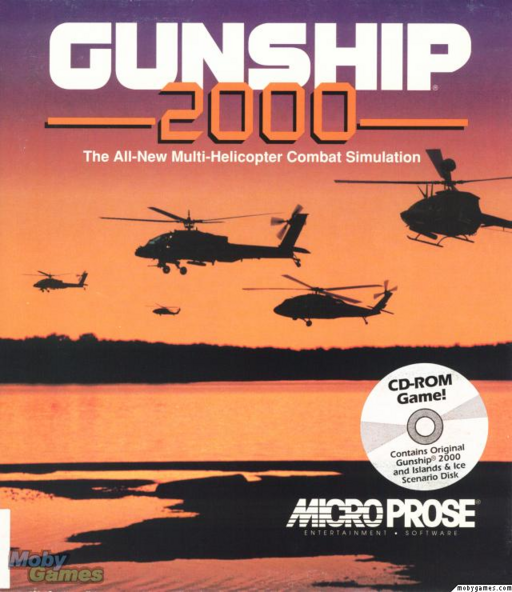 GUNSHIP®
2000
The All-New Multi-Helicopter Combat Simulation
CD-ROM
Game!
Contains Original
Gunship® 2000
and Islands & Ice
Scenario Disk
MICROPROSE®
ENTERTAINMENT • SOFTWARE
Moby
Games
mobygames.com